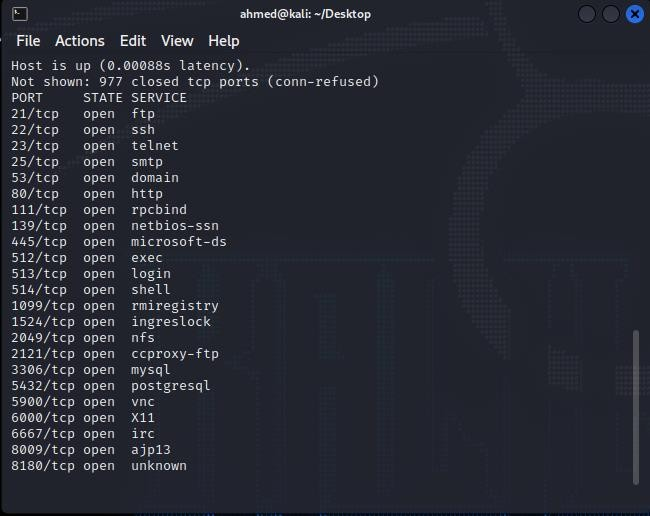 ahmed@kali: ~/Desktop
File Actions Edit View Help
Host is up (0.00088s latency).
Not shown: 977 closed tcp ports (conn-refused)
PORT     STATE SERVICE
21/tcp   open  ftp
22/tcp   open  ssh
23/tcp   open  telnet
25/tcp   open  smtp
53/tcp   open  domain
80/tcp   open  http
111/tcp  open  rpcbind
139/tcp  open  netbios-ssn
445/tcp  open  microsoft-ds
512/tcp  open  exec
513/tcp  open  login
514/tcp  open  shell
1099/tcp open  rmiregistry
1524/tcp open  ingreslock
2049/tcp open  nfs
2121/tcp open  ccproxy-ftp
3306/tcp open  mysql
5432/tcp open  postgresql
5900/tcp open  vnc
6000/tcp open  X11
6667/tcp open  irc
8009/tcp open  ajp13
8180/tcp open  unknown